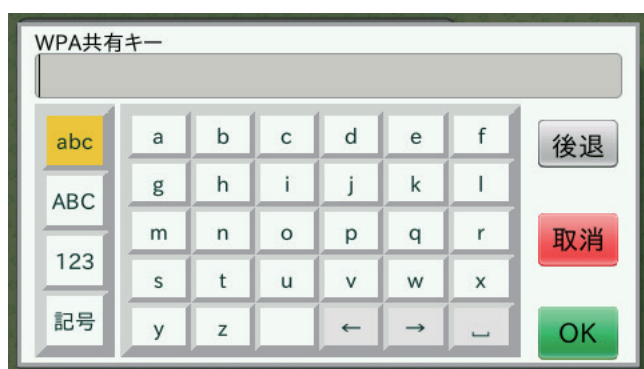 WPA共有キー
abc
ABC
123
記号
a b c d e f
g h i j k l
m n o p q r
s t u v w x
y z ← → ⎵
後退
取消
OK